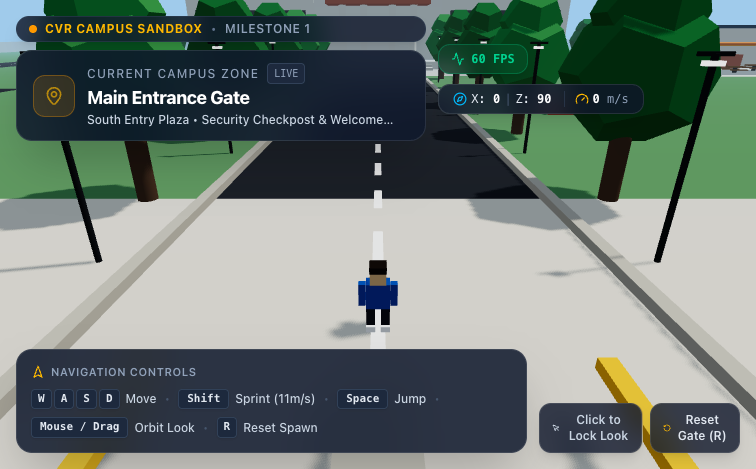 CVR CAMPUS SANDBOX • MILESTONE 1
CURRENT CAMPUS ZONE LIVE
Main Entrance Gate
South Entry Plaza • Security Checkpost & Welcome...
60 FPS
X: 0 | Z: 90 | 0 m/s
NAVIGATION CONTROLS
W A S D Move • Shift Sprint (11m/s) • Space Jump •
Mouse / Drag Orbit Look • R Reset Spawn
Click to
Lock Look
Reset
Gate (R)